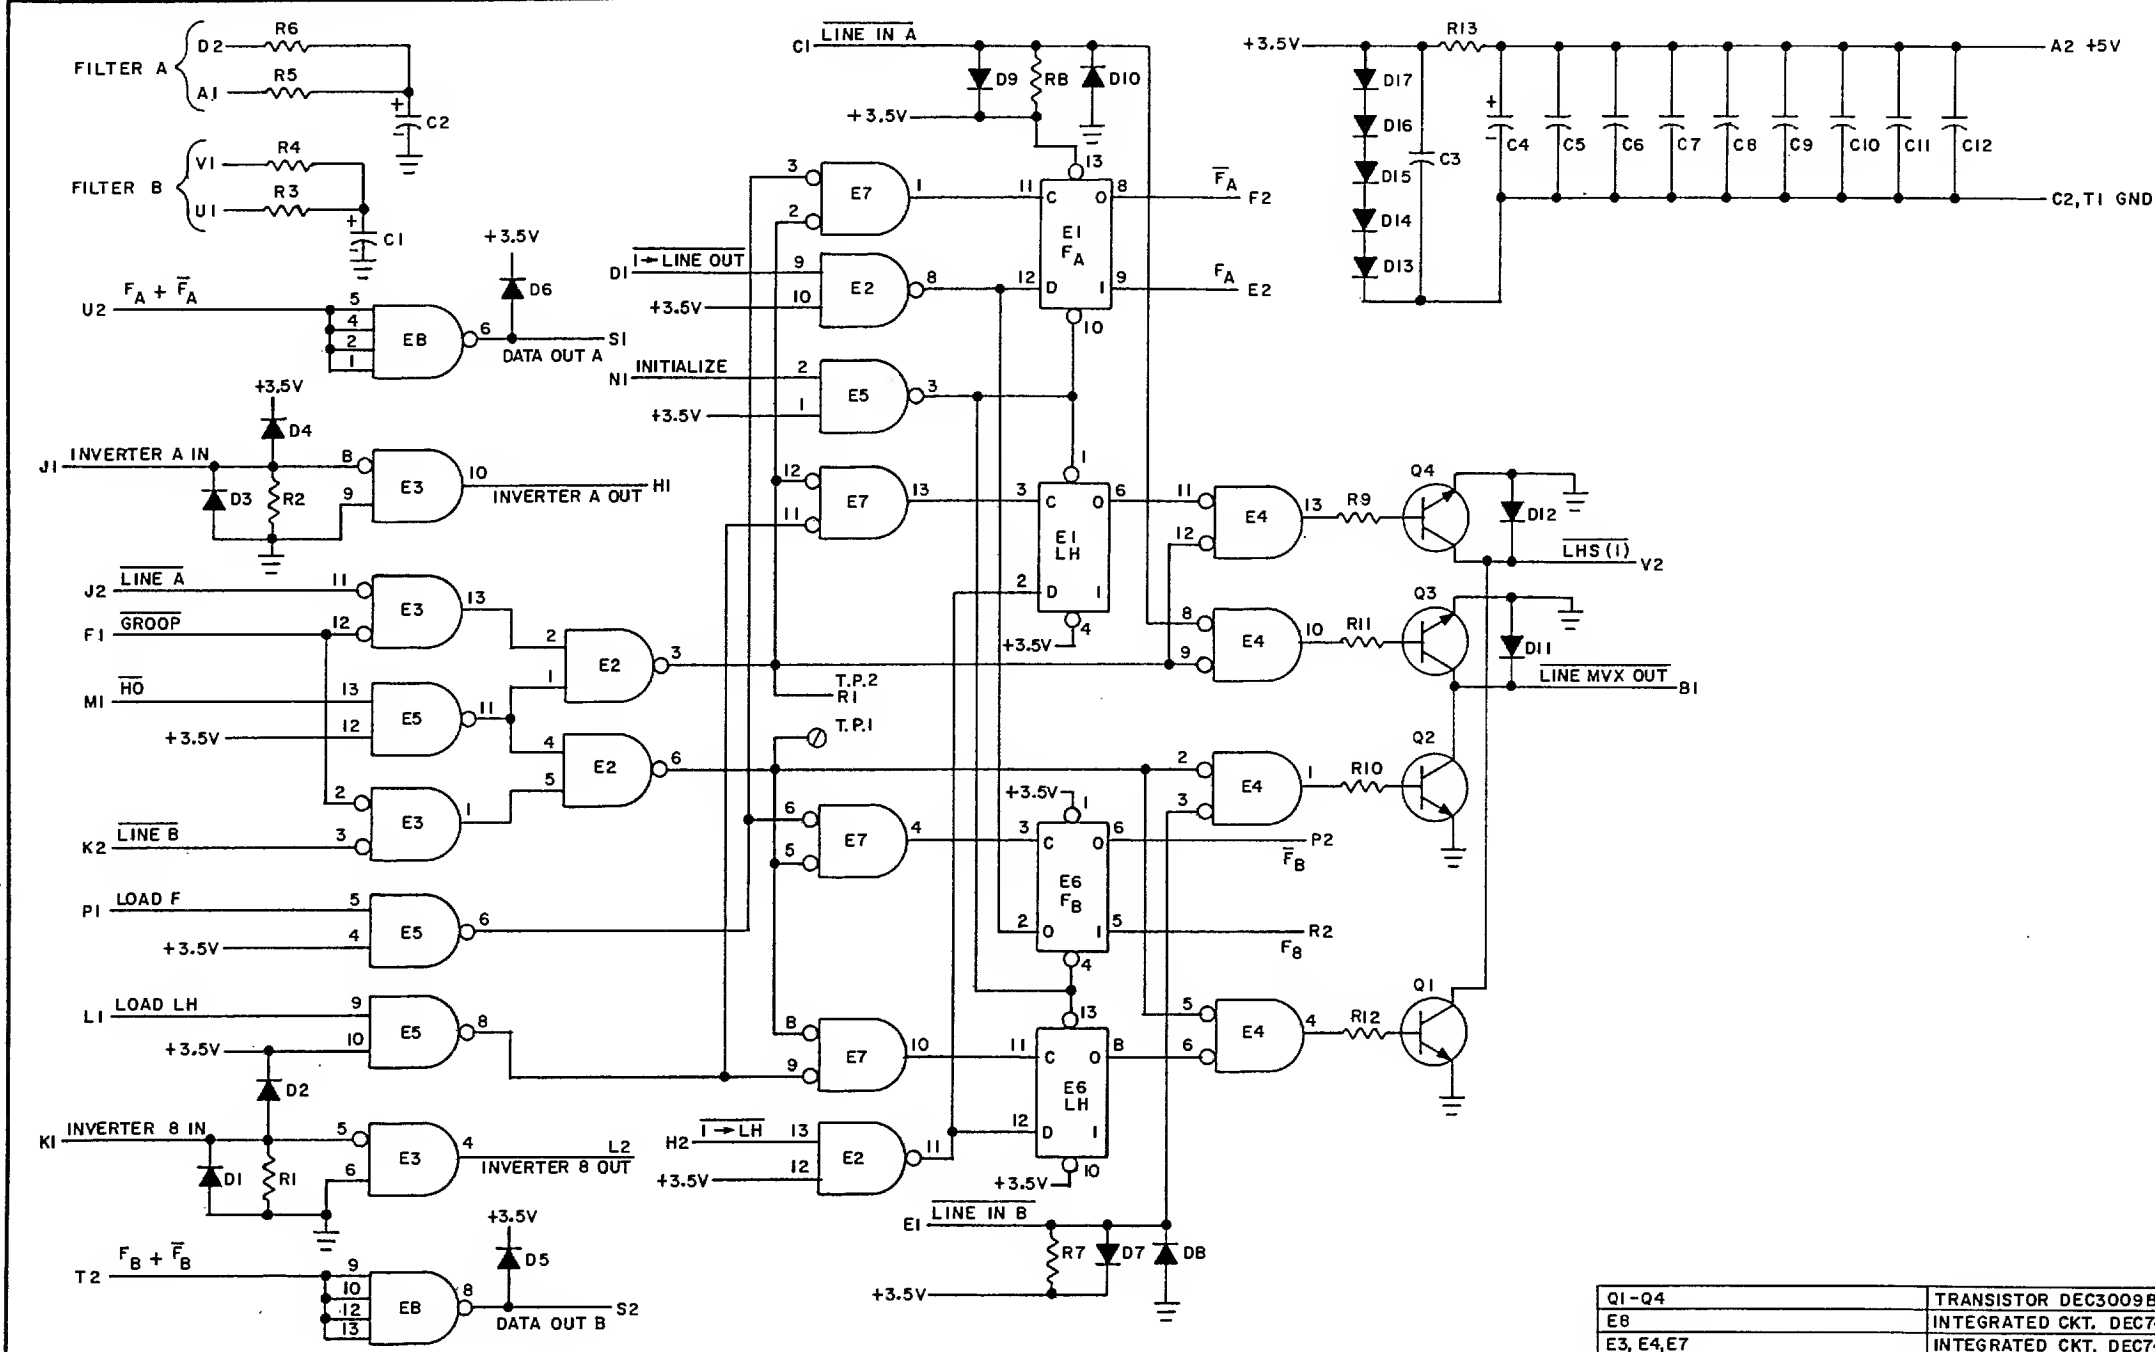 FILTER A
D2
R6
A1
R5
+
-
C2
FILTER B
V1
R4
U1
R3
+
-
C1
U2
FA + F̅A
5
4
2
1
E8
6
+3.5V
D6
DATA OUT A
S1
J1
INVERTER A IN
+3.5V
D4
D3
R2
8
9
E3
10
INVERTER A OUT
H1
J2
LINE A
11
F1
GROOP
12
E3
13
M1
HO
13
+3.5V
12
E5
11
2
1
E2
3
4
5
E2
6
2
K2
LINE B
3
E3
1
P1
LOAD F
5
+3.5V
4
E5
6
L1
LOAD LH
9
+3.5V
10
E5
8
D2
K1
INVERTER 8 IN
D1
R1
5
6
E3
4
L2
INVERTER 8 OUT
T2
FB + F̅B
9
10
12
13
E8
8
+3.5V
D5
DATA OUT B
S2
C1
LINE IN A
D9
R8
D10
+3.5V
3
2
E7
1
D1
1→LINE OUT
9
+3.5V
10
E2
8
N1
INITIALIZE
2
+3.5V
1
E5
3
12
11
E7
13
13
11
C
O
8
E1
FA
12
D
1
9
10
F̅A
F2
FA
E2
1
3
C
O
6
E1
LH
2
D
1
4
+3.5V
T.P.2
R1
T.P.1
6
5
E7
4
+3.5V
1
3
C
O
6
E6
FB
2
O
1
5
4
P2
F̅B
R2
F8
8
9
E7
10
13
11
C
O
8
E6
LH
12
D
1
10
+3.5V
H2
1→LH
13
+3.5V
12
E2
11
E1
LINE IN B
R7
D7
D8
+3.5V
11
12
E4
13
R9
Q4
D12
LHS (1)
V2
8
9
E4
10
R11
Q3
D11
LINE MVX OUT
B1
2
3
E4
1
R10
Q2
5
6
E4
4
R12
Q1
+3.5V
R13
A2 +5V
D17
D16
D15
D14
D13
C3
+
-
C4
C5
C6
C7
C8
C9
C10
C11
C12
C2, T1 GND
Q1-Q4
TRANSISTOR DEC3009B
E8
INTEGRATED CKT. DEC7
E3, E4, E7
INTEGRATED CKT. DEC7